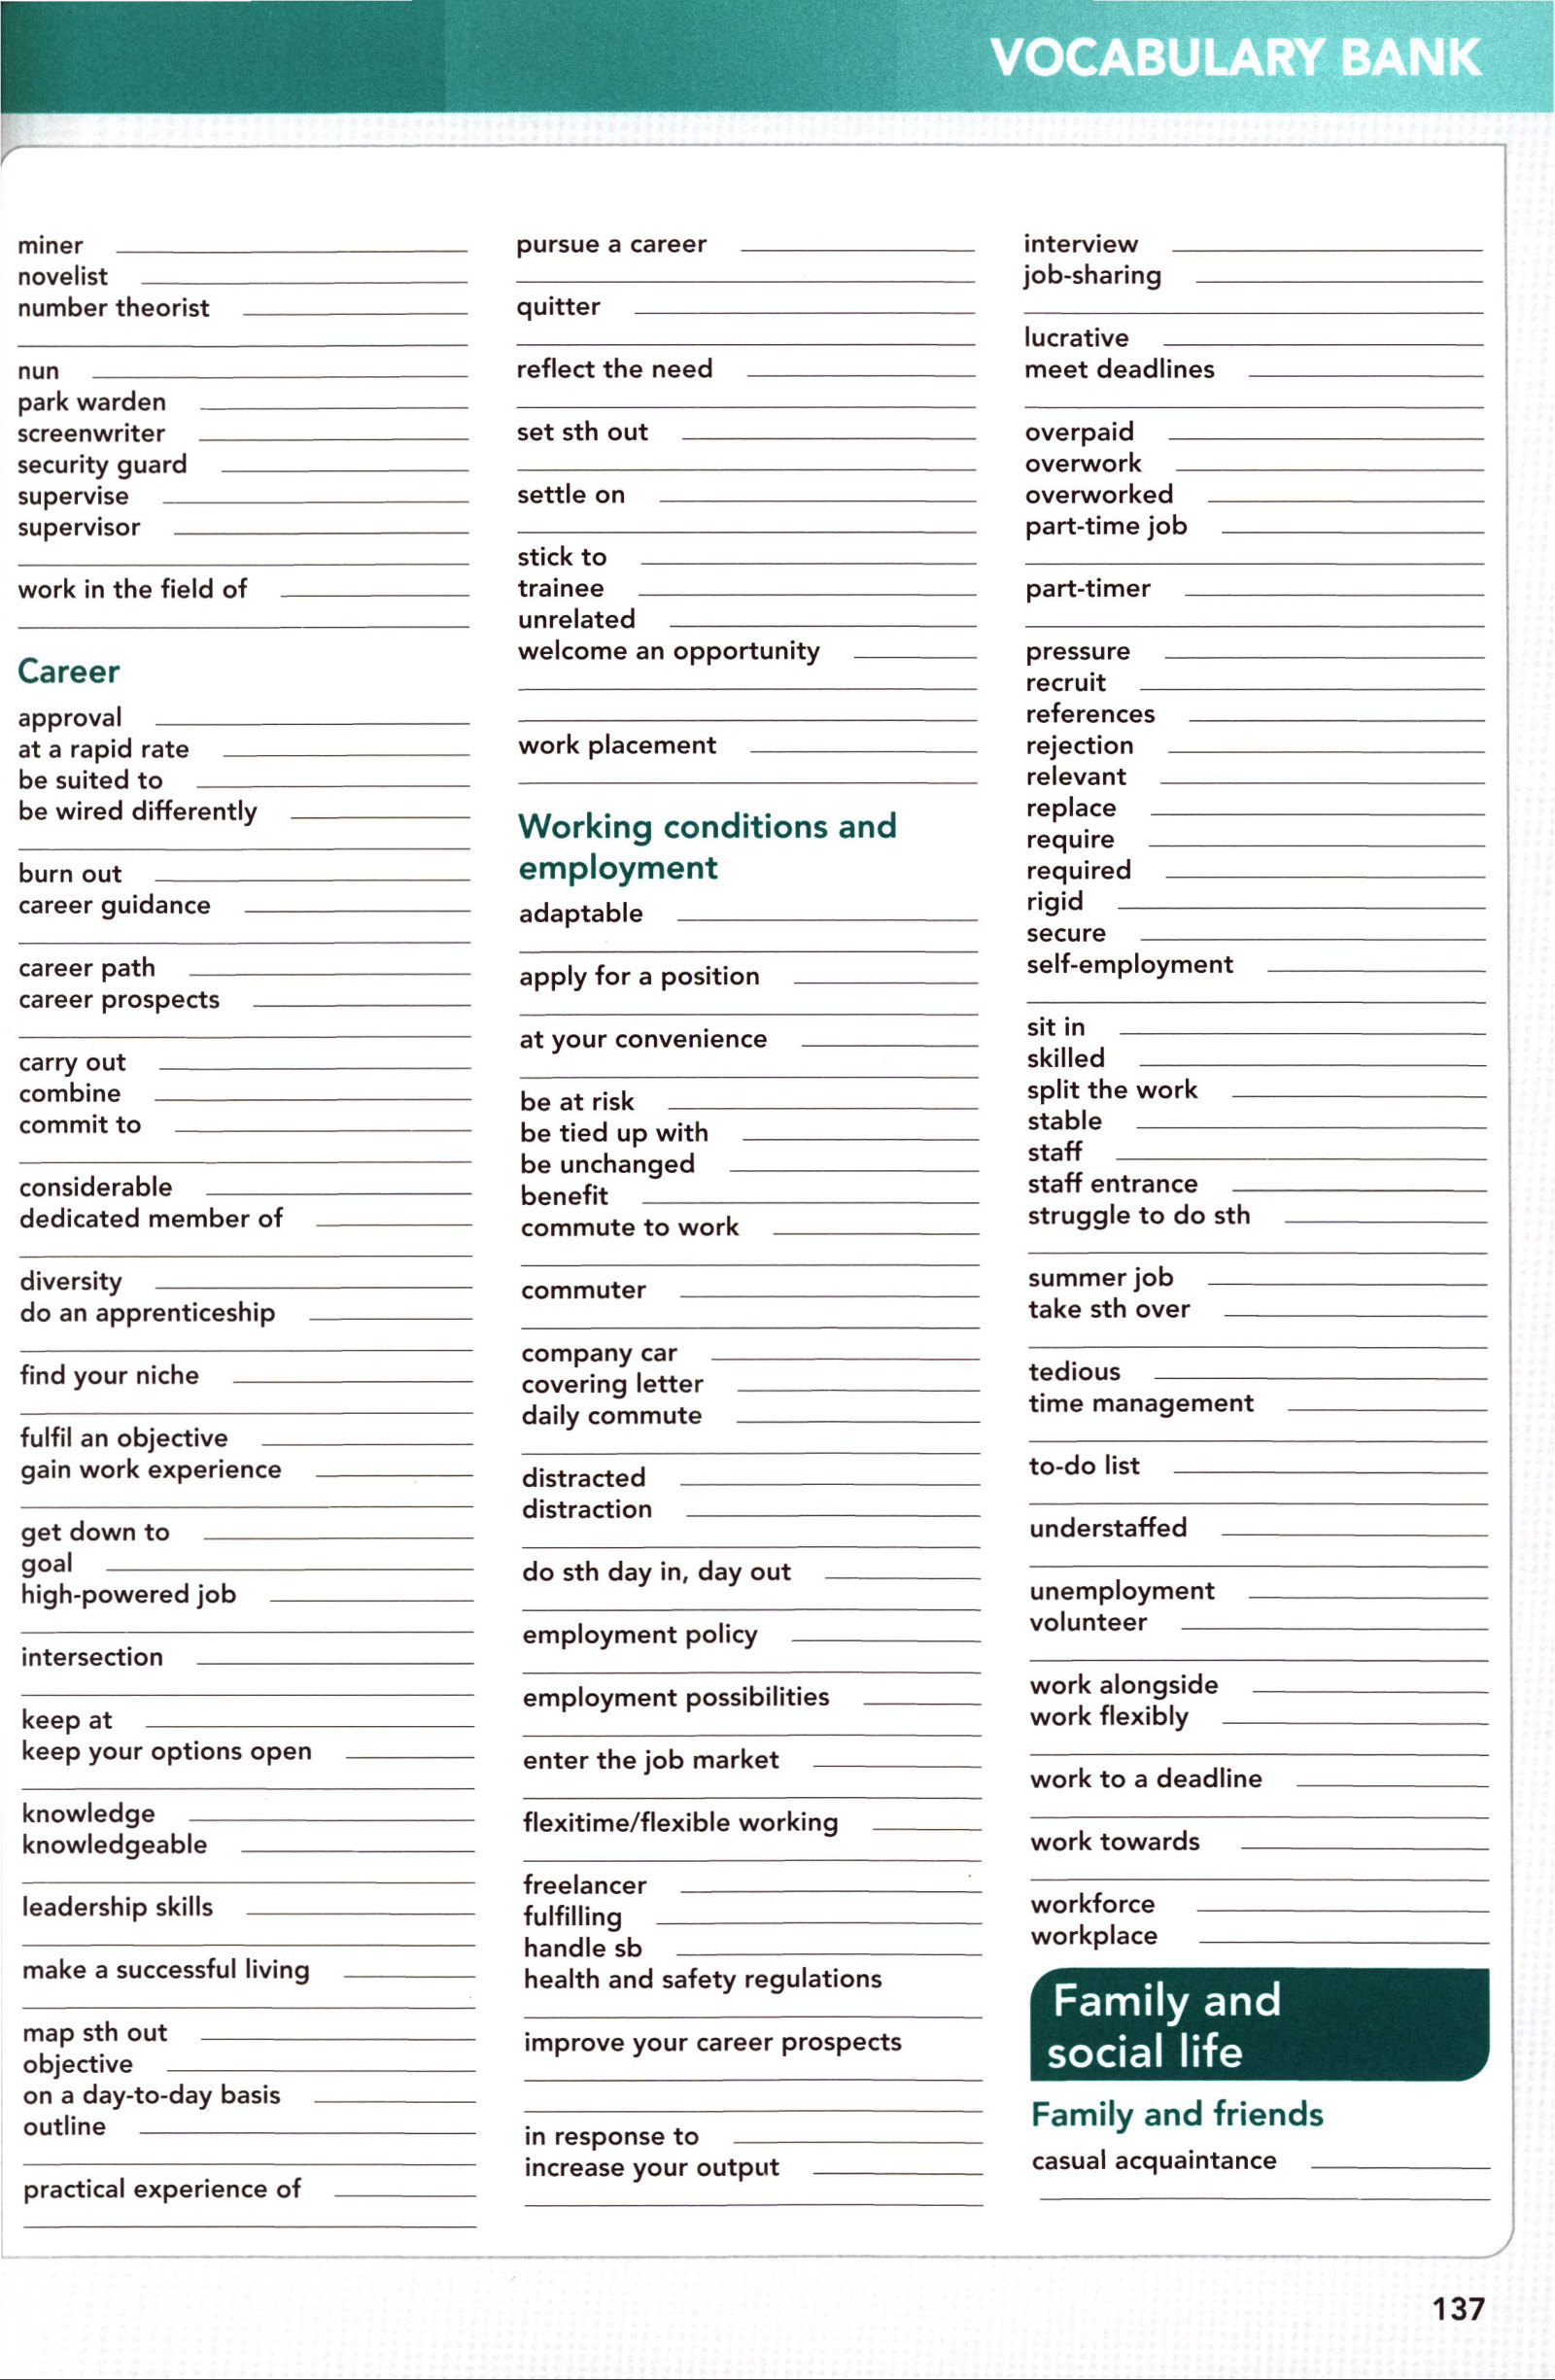 VOCABULARY BANK
miner
novelist
number theorist
nun
park warden
screenwriter
security guard
supervise
supervisor
work in the field of
Career
approval
at a rapid rate
be suited to
be wired differently
burn out
career guidance
career path
career prospects
carry out
combine
commit to
considerable
dedicated member of
diversity
do an apprenticeship
find your niche
fulfil an objective
gain work experience
get down to
goal
high-powered job
intersection
keep at
keep your options open
knowledge
knowledgeable
leadership skills
make a successful living
map sth out
objective
on a day-to-day basis
outline
practical experience of
pursue a career
quitter
reflect the need
set sth out
settle on
stick to
trainee
unrelated
welcome an opportunity
work placement
Working conditions and
employment
adaptable
apply for a position
at your convenience
be at risk
be tied up with
be unchanged
benefit
commute to work
commuter
company car
covering letter
daily commute
distracted
distraction
do sth day in, day out
employment policy
employment possibilities
enter the job market
flexitime/flexible working
freelancer
fulfilling
handle sb
health and safety regulations
improve your career prospects
in response to
increase your output
interview
job-sharing
lucrative
meet deadlines
overpaid
overwork
overworked
part-time job
part-timer
pressure
recruit
references
rejection
relevant
replace
require
required
rigid
secure
self-employment
sit in
skilled
split the work
stable
staff
staff entrance
struggle to do sth
summer job
take sth over
tedious
time management
to-do list
understaffed
unemployment
volunteer
work alongside
work flexibly
work to a deadline
work towards
workforce
workplace
Family and
social life
Family and friends
casual acquaintance
137